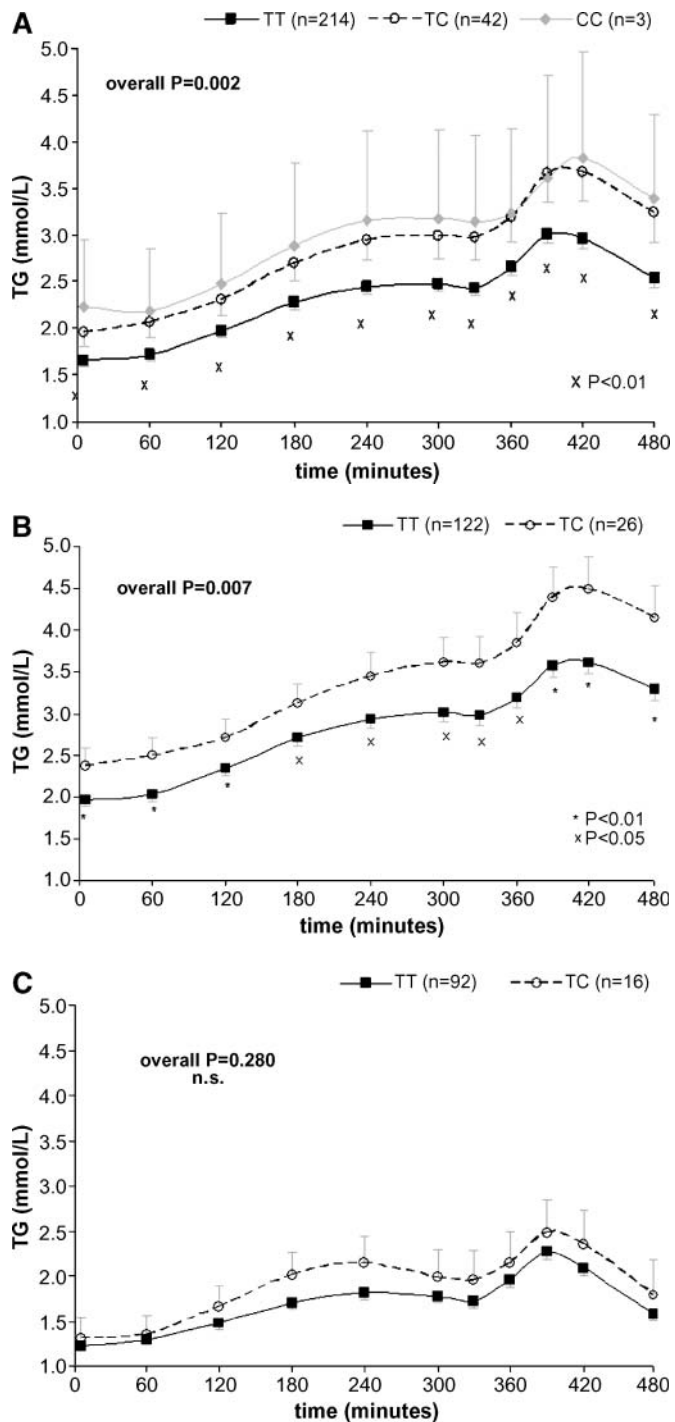 A
TT (n=214) TC (n=42) CC (n=3)
5.0
overall P=0.002
4.5
4.0
3.5
3.0
2.5
2.0
1.5
1.0
TG (mmol/L)
x x x x x x x x x x x
x P<0.01
0 60 120 180 240 300 360 420 480
time (minutes)
B
TT (n=122) TC (n=26)
5.0
overall P=0.007
4.5
4.0
3.5
3.0
2.5
2.0
1.5
1.0
TG (mmol/L)
* * * x x x x x * * *
* P<0.01
x P<0.05
0 60 120 180 240 300 360 420 480
time (minutes)
C
TT (n=92) TC (n=16)
5.0
4.5
overall P=0.280
n.s.
4.0
3.5
3.0
2.5
2.0
1.5
1.0
TG (mmol/L)
0 60 120 180 240 300 360 420 480
time (minutes)